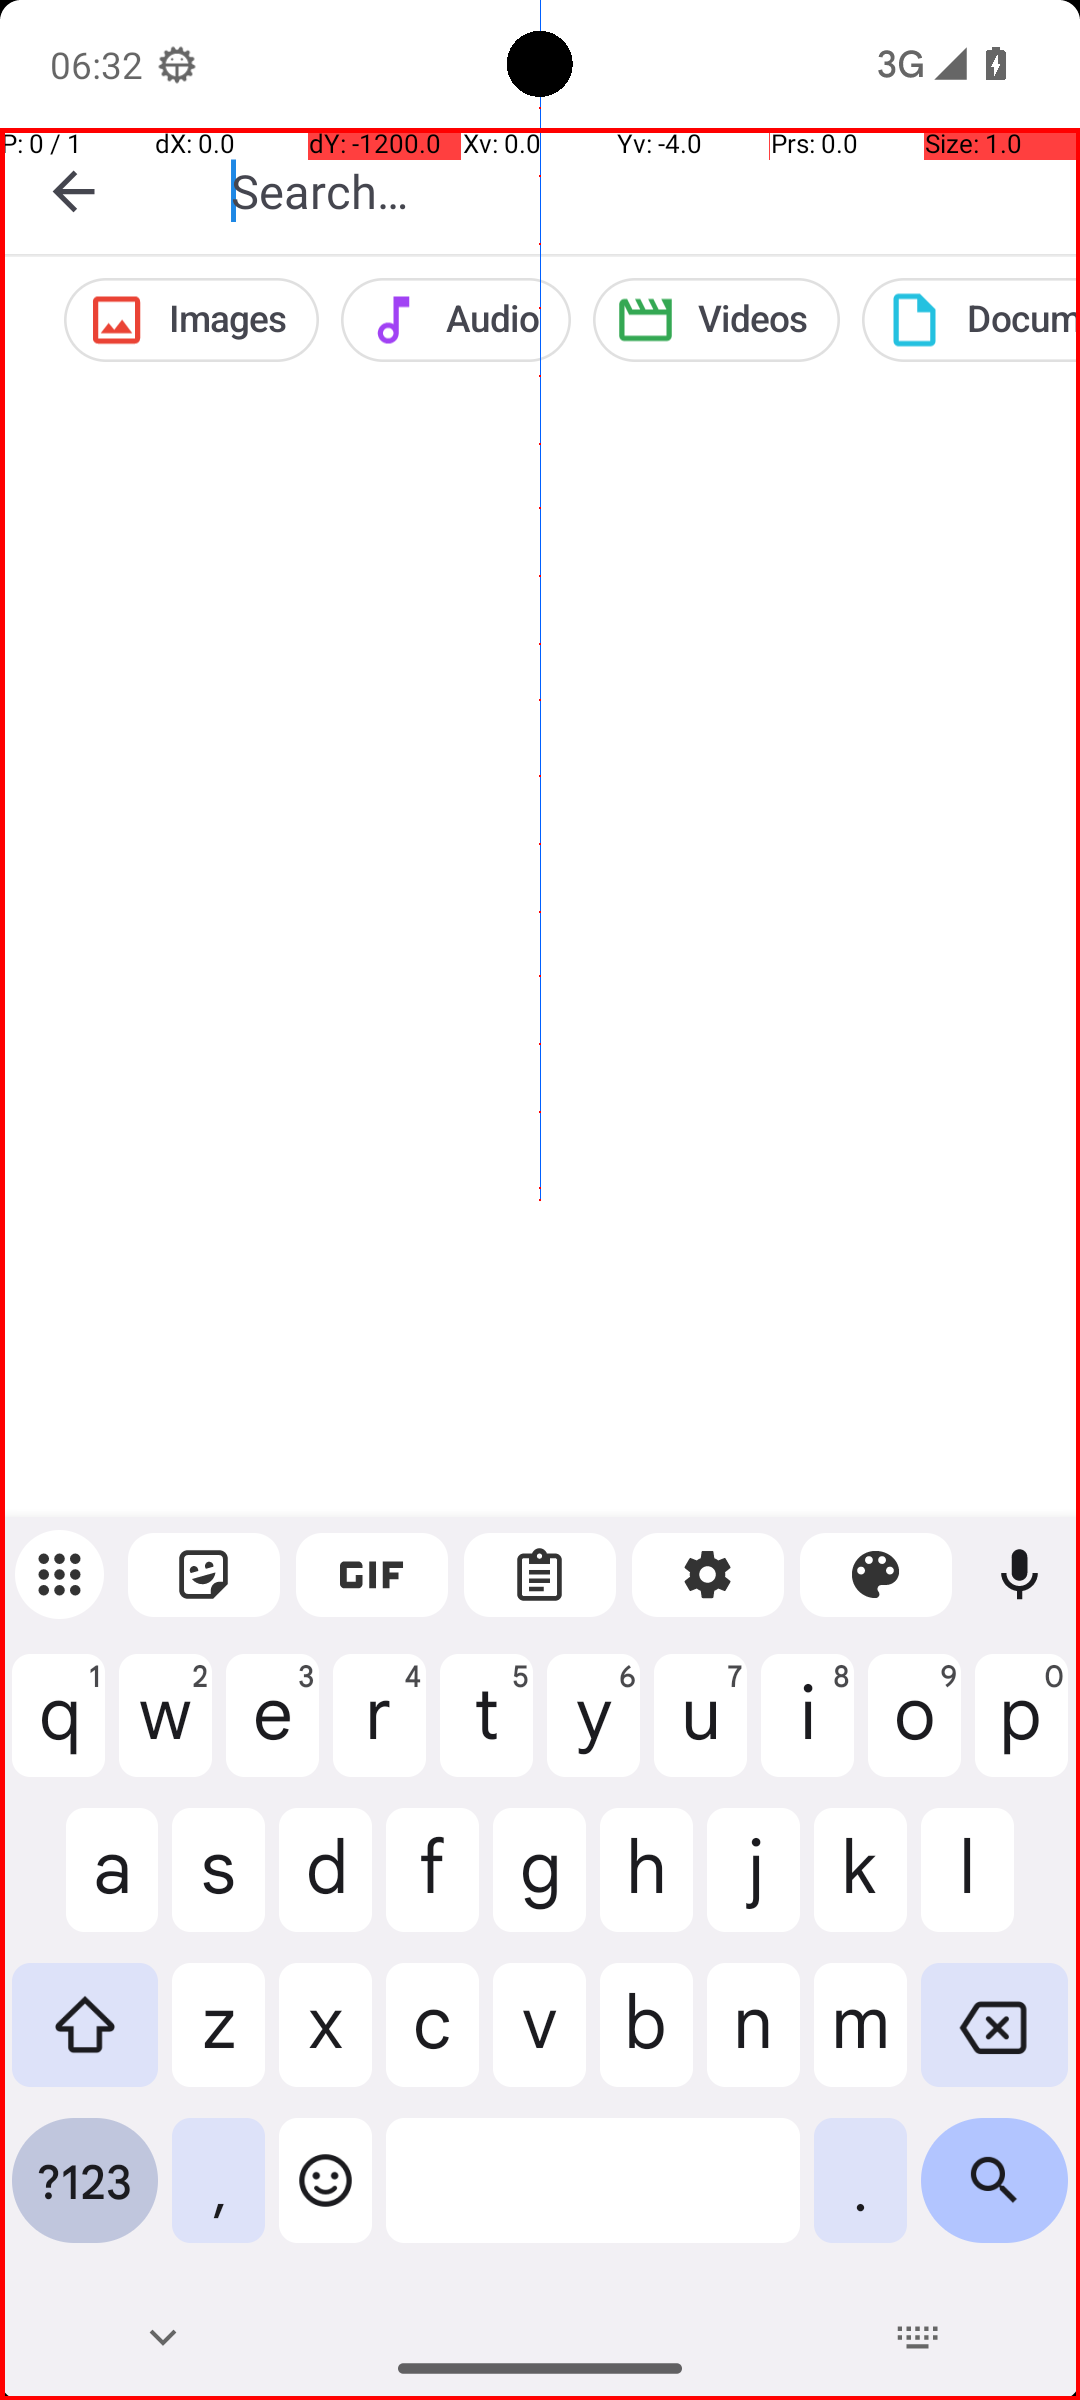 06:32
3G
P: 0 / 1 dX: 0.0 dY: -1200.0 Xv: 0.0 Yv: -4.0 Prs: 0.0 Size: 1.0
Search…
Images Audio Videos Docum
GIF
q 1 w 2 e 3 r 4 t 5 y 6 u 7 i 8 o 9 p 0
a s d f g h j k l
z x c v b n m
?123 , .